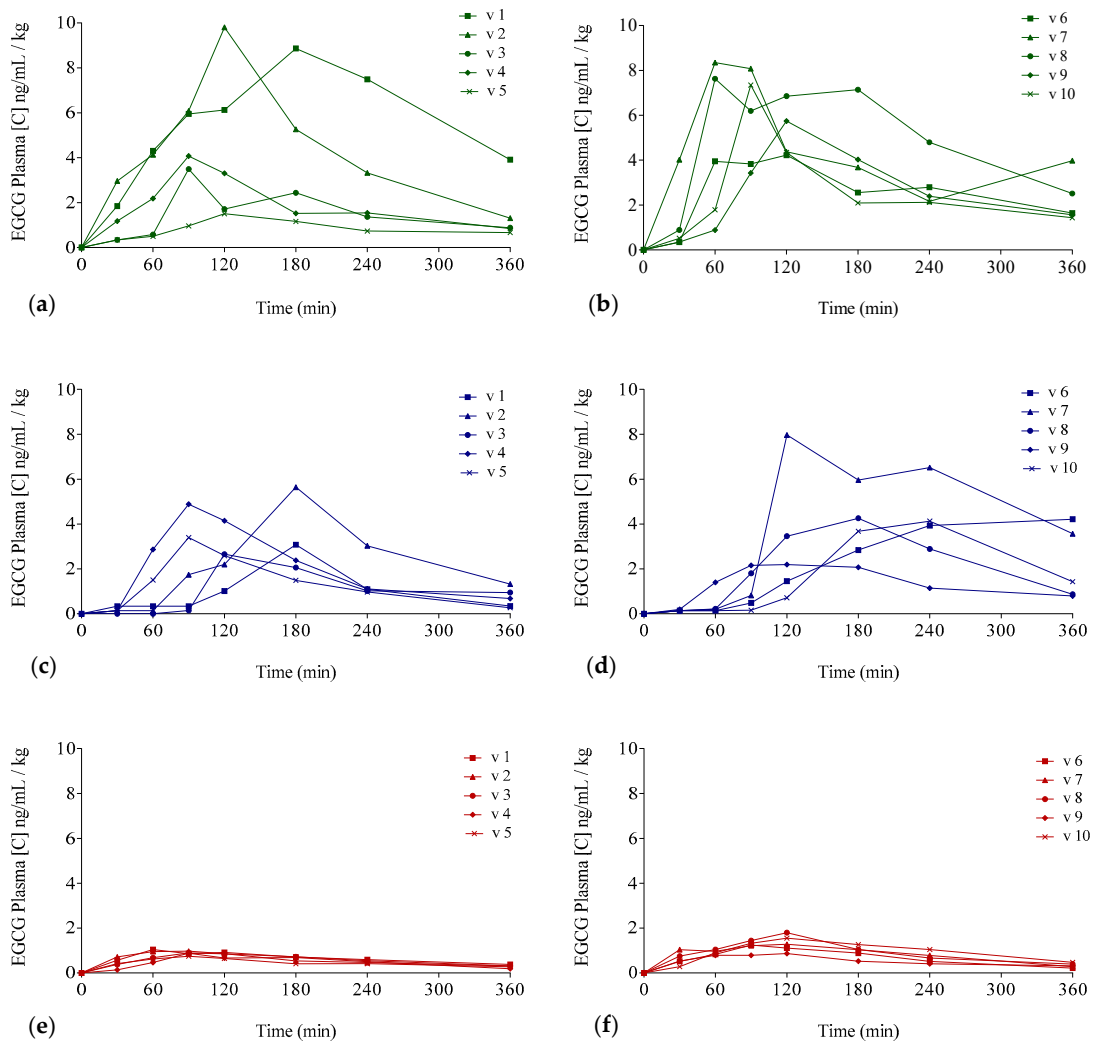 10
8
6
4
2
0
EGCG Plasma [C] ng/mL / kg
0 60 120 180 240 300 360
Time (min)
v 1
v 2
v 3
v 4
v 5
(a)
10
8
6
4
2
0
EGCG Plasma [C] ng/mL / kg
0 60 120 180 240 300 360
Time (min)
v 6
v 7
v 8
v 9
v 10
(b)
10
8
6
4
2
0
EGCG Plasma [C] ng/mL / kg
0 60 120 180 240 300 360
Time (min)
v 1
v 2
v 3
v 4
v 5
(c)
10
8
6
4
2
0
EGCG Plasma [C] ng/mL / kg
0 60 120 180 240 300 360
Time (min)
v 6
v 7
v 8
v 9
v 10
(d)
10
8
6
4
2
0
EGCG Plasma [C] ng/mL / kg
0 60 120 180 240 300 360
Time (min)
v 1
v 2
v 3
v 4
v 5
(e)
10
8
6
4
2
0
EGCG Plasma [C] ng/mL / kg
0 60 120 180 240 300 360
Time (min)
v 6
v 7
v 8
v 9
v 10
(f)